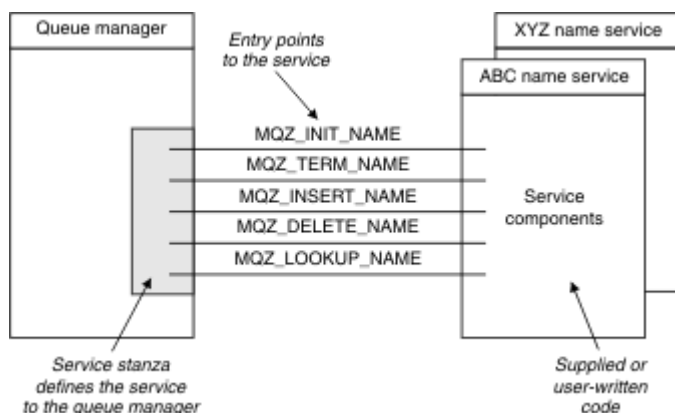 Queue manager
XYZ name service
Entry points
to the service
ABC name service
MQZ_INIT_NAME
MQZ_TERM_NAME
MQZ_INSERT_NAME
MQZ_DELETE_NAME
MQZ_LOOKUP_NAME
Service
components
Service stanza
defines the service
to the queue manager
Supplied or
user-written
code